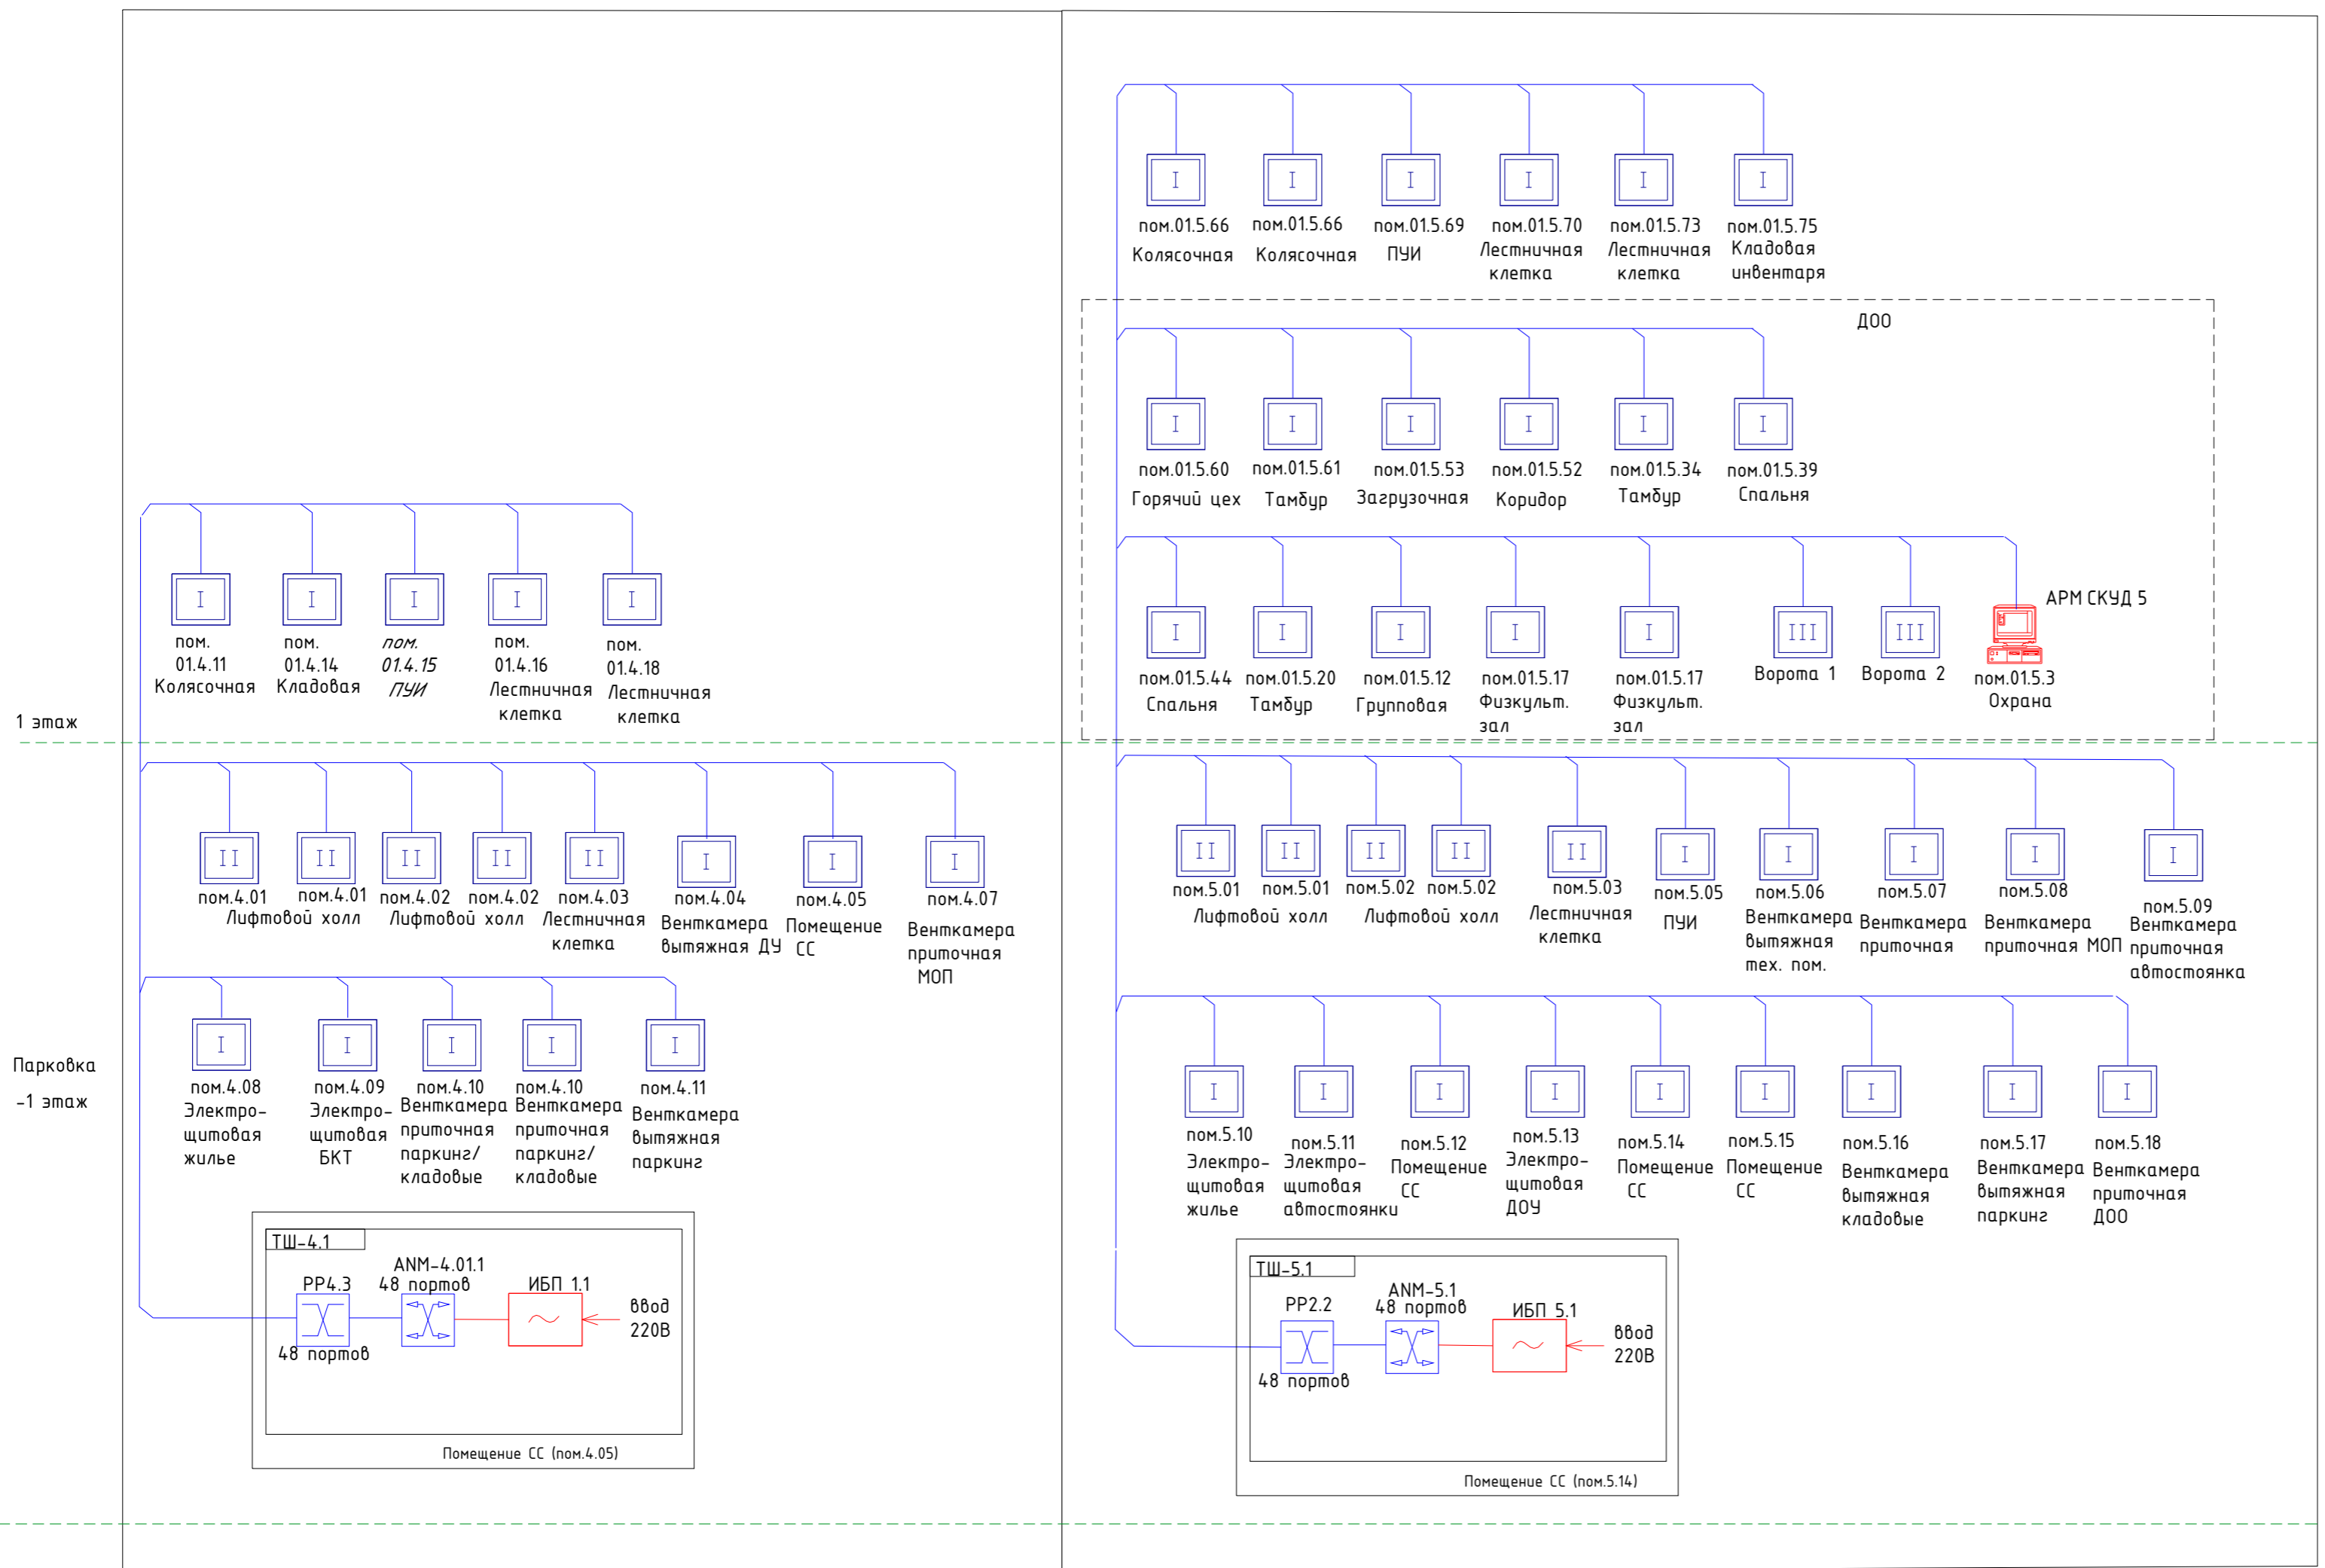 I I I I I I
пом.01.5.66 пом.01.5.66 пом.01.5.69 пом.01.5.70 пом.01.5.73 пом.01.5.75
Колясочная Колясочная ПУИ Лестничная Лестничная Кладовая
клетка клетка инвентаря
ДОО
I I I I I I
пом.01.5.60 пом.01.5.61 пом.01.5.53 пом.01.5.52 пом.01.5.34 пом.01.5.39
Горячий цех Тамбур Загрузочная Коридор Тамбур Спальня
I I I I I III III
АРМ СКУД 5
пом.01.5.44 пом.01.5.20 пом.01.5.12 пом.01.5.17 пом.01.5.17 Ворота 1 Ворота 2 пом.01.5.3
Спальня Тамбур Групповая Физкульт. Физкульт. Охрана
зал зал
I I I I I
пом. пом. пом. пом. пом.
01.4.11 01.4.14 01.4.15 01.4.16 01.4.18
Колясочная Кладовая ПУИ Лестничная Лестничная
клетка клетка
1 этаж
II II II II II I I I
пом.4.01 пом.4.01 пом.4.02 пом.4.02 пом.4.03 пом.4.04 пом.4.05 пом.4.07
Лифтовой холл Лифтовой холл Лестничная Венткамера Помещение Венткамера
клетка вытяжная ДУ СС приточная
МОП
II II II II II I I I I I
пом.5.01 пом.5.01 пом.5.02 пом.5.02 пом.5.03 пом.5.05 пом.5.06 пом.5.07 пом.5.08 пом.5.09
Лифтовой холл Лифтовой холл Лестничная ПУИ Венткамера Венткамера Венткамера Венткамера
клетка вытяжная приточная приточная МОП приточная
тех. пом. автостоянка
Парковка
-1 этаж
I I I I I
пом.4.08 пом.4.09 пом.4.10 пом.4.10 пом.4.11
Электро- Электро- Венткамера Венткамера Венткамера
щитовая щитовая приточная приточная вытяжная
жилье БКТ паркинг/ паркинг/ паркинг
кладовые кладовые
I I I I I I I I I
пом.5.10 пом.5.11 пом.5.12 пом.5.13 пом.5.14 пом.5.15 пом.5.16 пом.5.17 пом.5.18
Электро- Электро- Помещение Электро- Помещение Помещение Венткамера Венткамера Венткамера
щитовая щитовая СС щитовая СС СС вытяжная вытяжная приточная
жилье автостоянки ДОУ кладовые паркинг ДОО
ТШ-4.1
ANM-4.01.1
PP4.3 48 портов ИБП 1.1
ввод
220В
48 портов
Помещение СС (пом.4.05)
ТШ-5.1
ANM-5.1
PP2.2 48 портов ИБП 5.1
ввод
220В
48 портов
Помещение СС (пом.5.14)